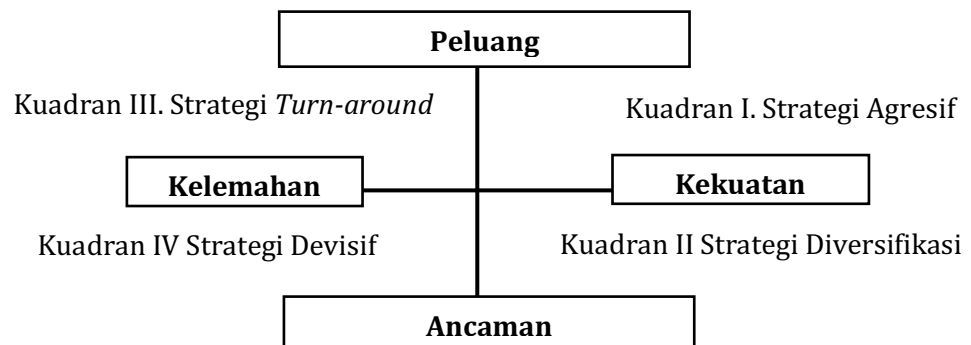 Peluang
Kuadran III. Strategi Turn-around
Kuadran I. Strategi Agresif
Kelemahan
Kekuatan
Kuadran IV Strategi Devisif
Kuadran II Strategi Diversifikasi
Ancaman